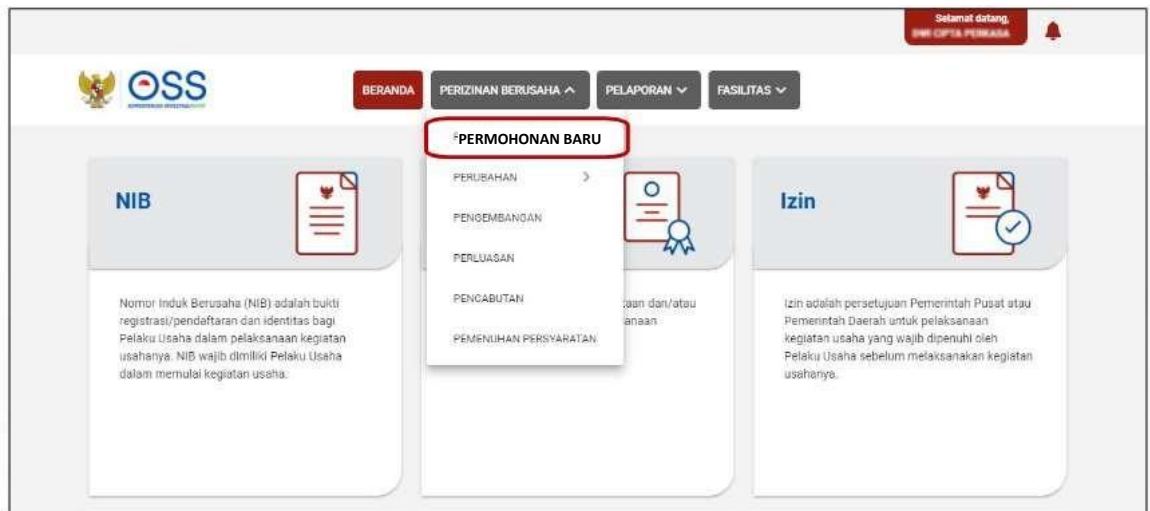 Selamat datang,
OSS
BERANDA
PERIZINAN BERUSAHA
PELAPORAN
FASILITAS
PERMOHONAN BARU
PERUBAHAN
PENGEMBANGAN
PERLUASAN
PENCABUTAN
PEMENUHAN PERSYARATAN
NIB
Nomor Induk Berusaha (NIB) adalah bukti
registrasi/pendaftaran dan identitas bagi
Pelaku Usaha dalam pelaksanaan kegiatan
usahanya. NIB wajib dimiliki Pelaku Usaha
dalam memulai kegiatan usaha.
dan/atau
Izin
Izin adalah persetujuan Pemerintah Pusat atau
Pemerintah Daerah untuk pelaksanaan
kegiatan usaha yang wajib dipenuhi oleh
Pelaku Usaha sebelum melaksanakan kegiatan
usahanya.